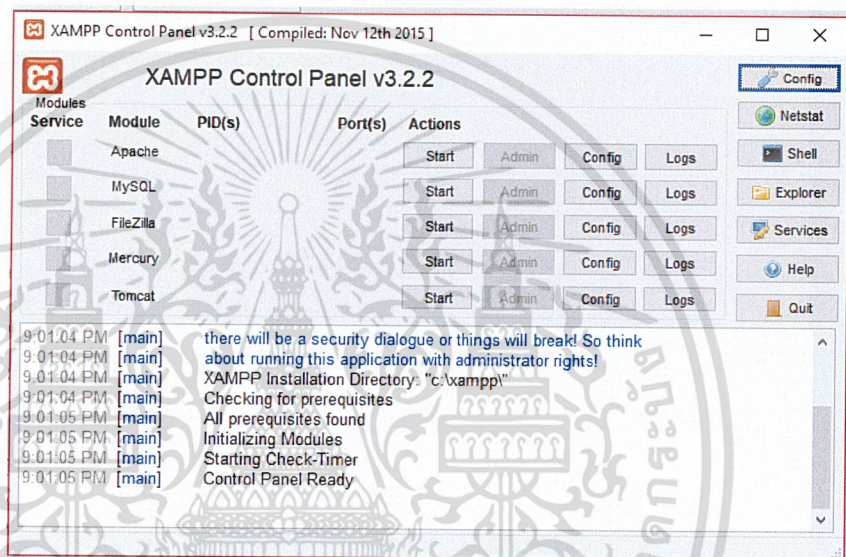 XAMPP Control Panel v3.2.2 [ Compiled: Nov 12th 2015 ]
XAMPP Control Panel v3.2.2
Config
Modules
Service Module PID(s) Port(s) Actions
Netstat
Apache Start Admin Config Logs
Shell
MySQL Start Admin Config Logs
Explorer
FileZilla Start Admin Config Logs
Services
Mercury Start Admin Config Logs
Help
Tomcat Start Admin Config Logs
Quit
9:01:04 PM [main] there will be a security dialogue or things will break! So think
9:01:04 PM [main] about running this application with administrator rights!
9:01:04 PM [main] XAMPP Installation Directory: "c:\xampp\"
9:01:04 PM [main] Checking for prerequisites
9:01:05 PM [main] All prerequisites found
9:01:05 PM [main] Initializing Modules
9:01:05 PM [main] Starting Check-Timer
9:01:05 PM [main] Control Panel Ready